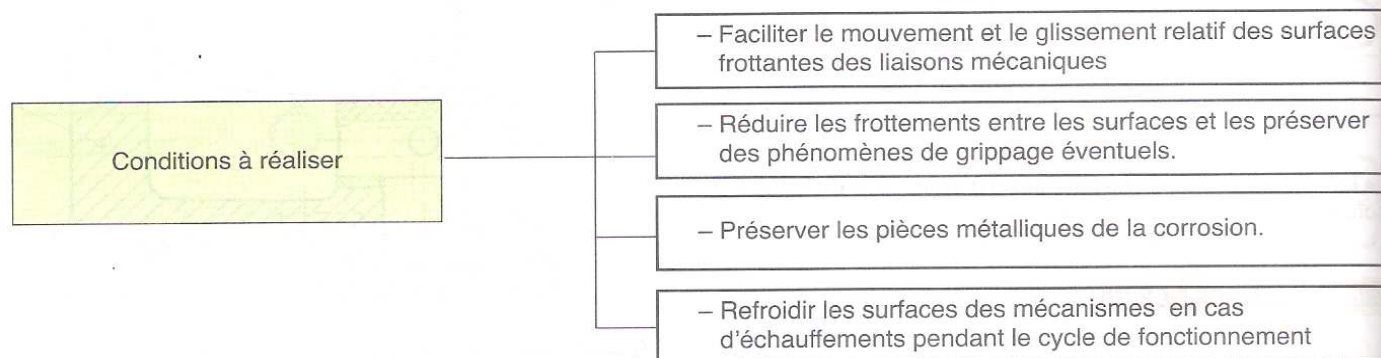 Conditions à réaliser
– Faciliter le mouvement et le glissement relatif des surfaces
frottantes des liaisons mécaniques
– Réduire les frottements entre les surfaces et les préserver
des phénomènes de grippage éventuels.
– Préserver les pièces métalliques de la corrosion.
– Refroidir les surfaces des mécanismes en cas
d'échauffements pendant le cycle de fonctionnement